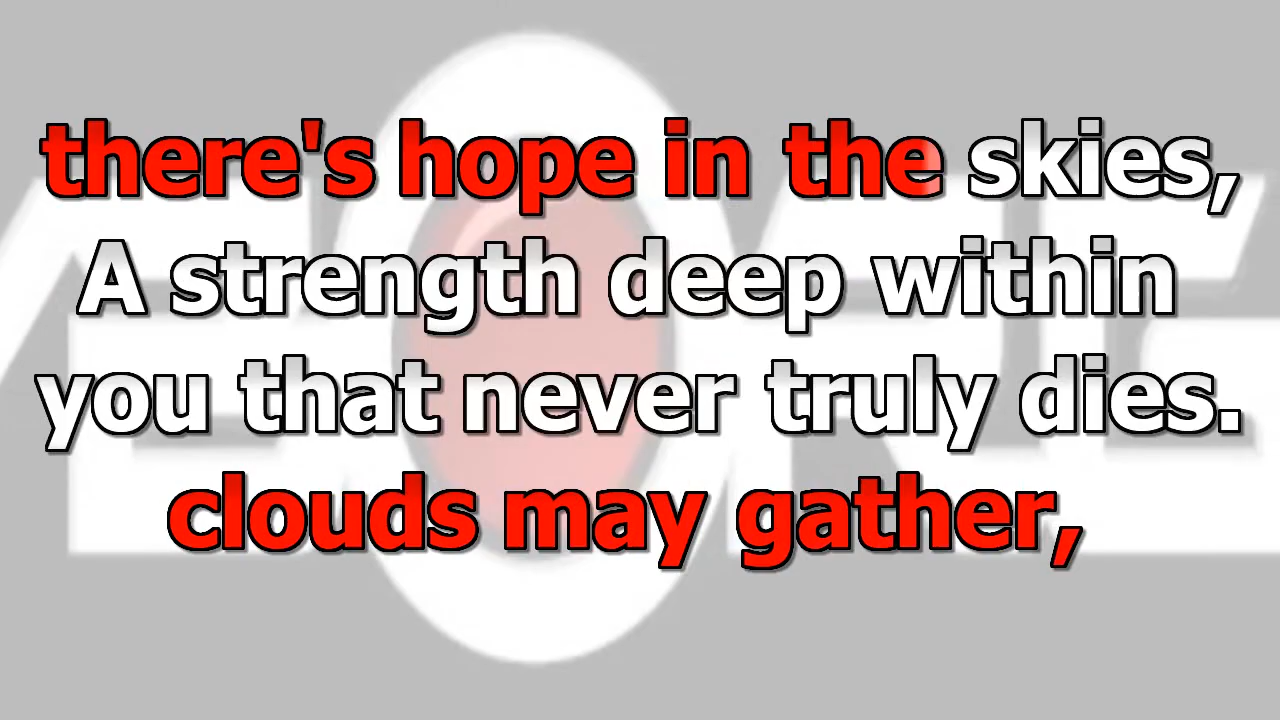 there's hope in the skies,
A strength deep within
you that never truly dies.
clouds may gather,